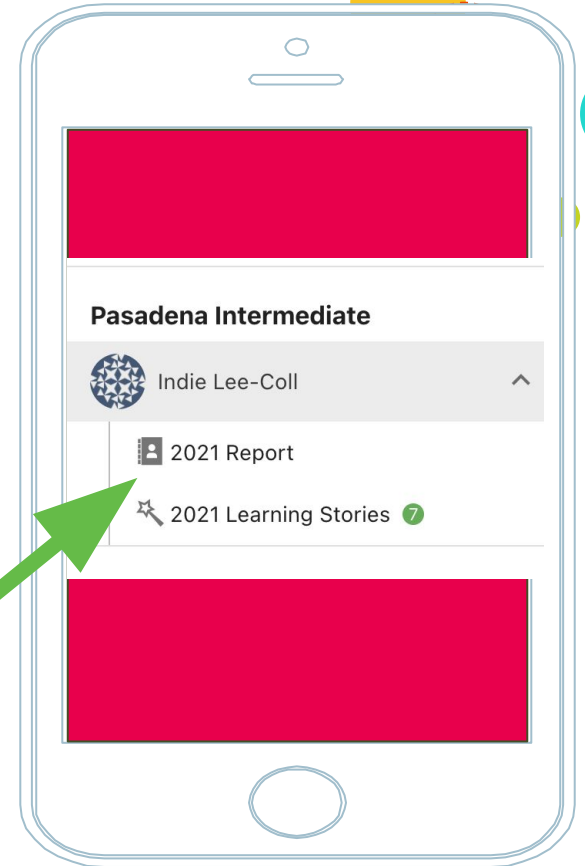 Pasadena Intermediate
Indie Lee-Coll
2021 Report
2021 Learning Stories 7